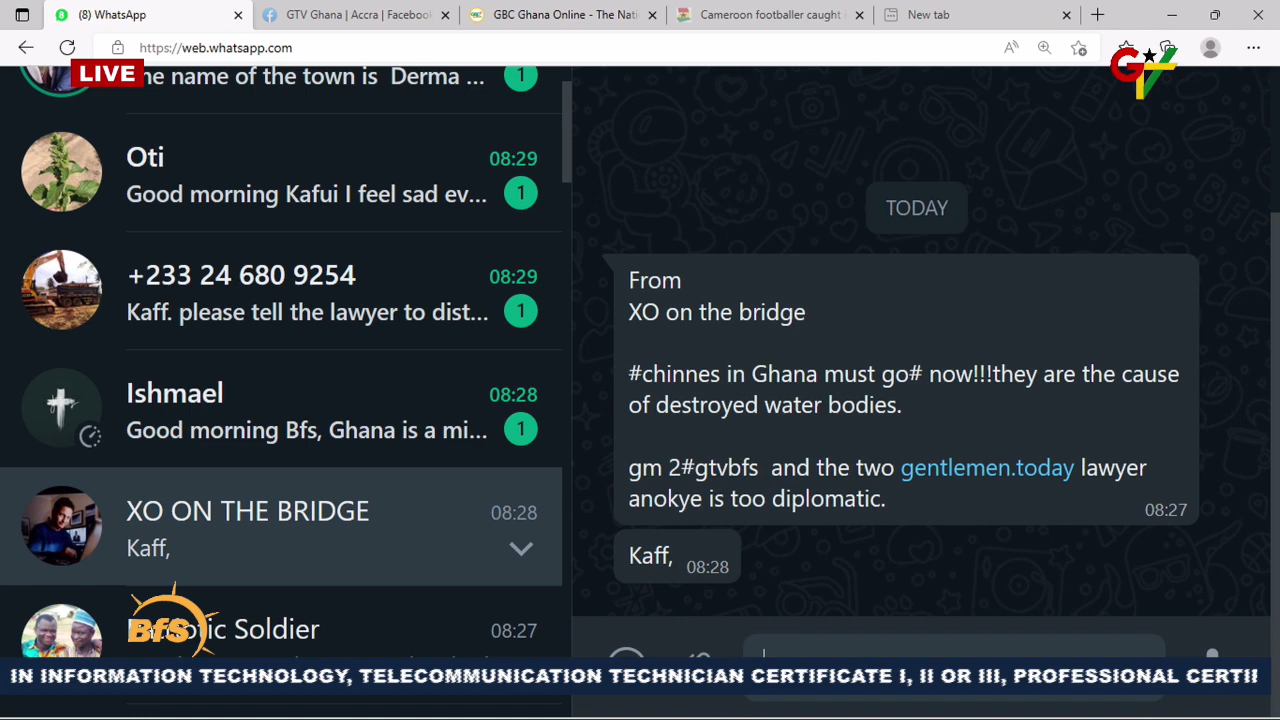 (8) WhatsApp
GTV Ghana | Accra | Facebook
GBC Ghana Online - The Nati
Cameroon footballer caught
New tab
https://web.whatsapp.com
LIVE
GTV
he name of the town is Derma ...
1
Oti
08:29
Good morning Kafui I feel sad ev...
1
+233 24 680 9254
08:29
Kaff. please tell the lawyer to dist...
1
Ishmael
08:28
Good morning Bfs, Ghana is a mi...
1
XO ON THE BRIDGE
08:28
Kaff,
BfS
ic Soldier
08:27
TODAY
From
XO on the bridge
#chinnes in Ghana must go# now!!!they are the cause
of destroyed water bodies.
gm 2#gtvbfs and the two gentlemen.today lawyer
anokye is too diplomatic.
08:27
Kaff,
08:28
IN INFORMATION TECHNOLOGY, TELECOMMUNICATION TECHNICIAN CERTIFICATE I, II OR III, PROFESSIONAL CERTI